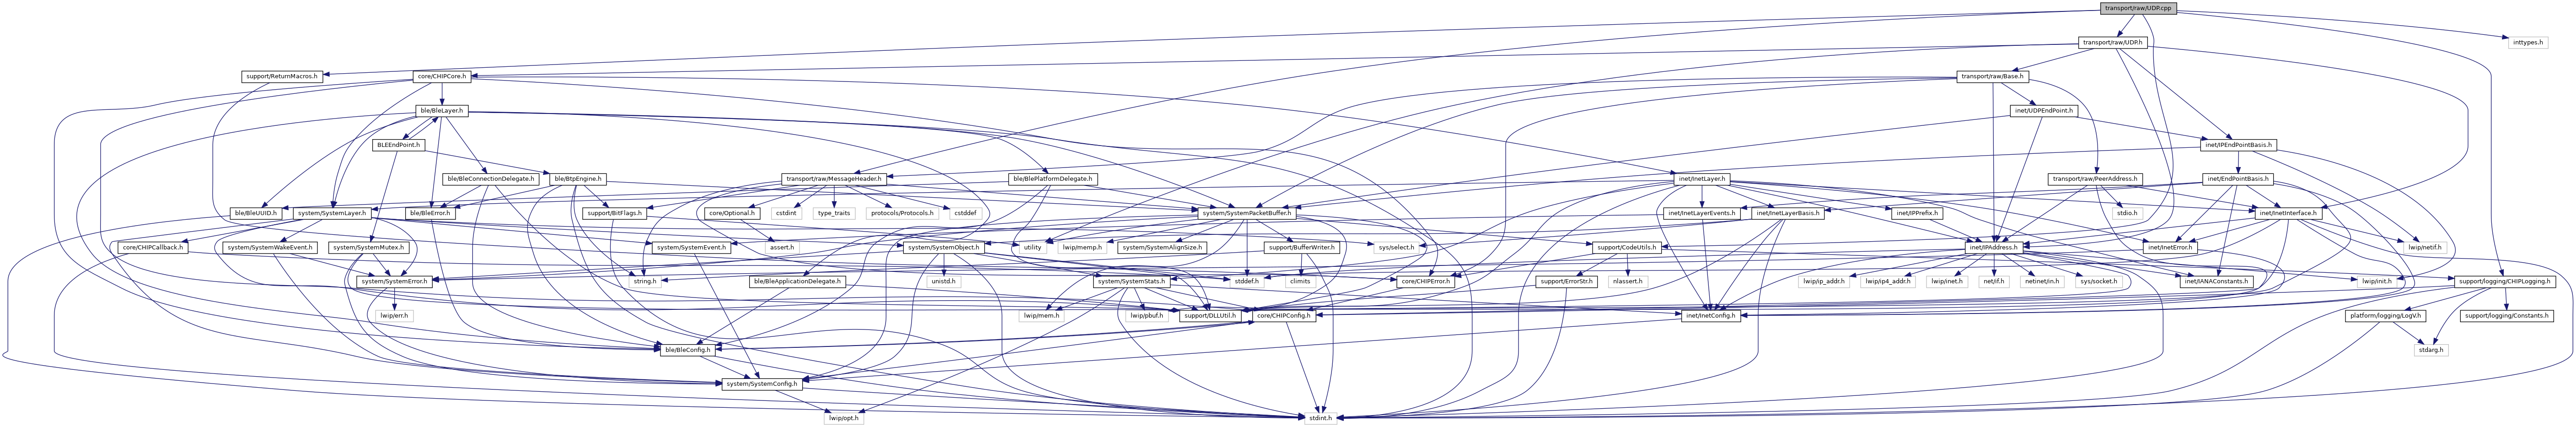 transport/raw/UDP.cpp
transport/raw/UDP.h
inttypes.h
support/ReturnMacros.h
core/CHIPCore.h
transport/raw/Base.h
ble/BleLayer.h
inet/UDPEndPoint.h
BLEEndPoint.h
inet/IPEndPointBasis.h
ble/BleConnectionDelegate.h
ble/BtpEngine.h
transport/raw/MessageHeader.h
ble/BlePlatformDelegate.h
inet/InetLayer.h
transport/raw/PeerAddress.h
inet/EndPointBasis.h
ble/BleUUID.h
system/SystemLayer.h
ble/BleError.h
support/BitFlags.h
core/Optional.h
cstdint
type_traits
protocols/Protocols.h
cstddef
system/SystemPacketBuffer.h
inet/InetLayerEvents.h
inet/InetLayerBasis.h
inet/IPPrefix.h
stdio.h
inet/InetInterface.h
core/CHIPCallback.h
system/SystemWakeEvent.h
system/SystemMutex.h
system/SystemEvent.h
assert.h
system/SystemObject.h
utility
lwip/memp.h
system/SystemAlignSize.h
support/BufferWriter.h
sys/select.h
support/CodeUtils.h
inet/IPAddress.h
inet/InetError.h
lwip/netif.h
system/SystemError.h
string.h
ble/BleApplicationDelegate.h
unistd.h
system/SystemStats.h
stddef.h
climits
core/CHIPError.h
support/ErrorStr.h
nlassert.h
lwip/ip_addr.h
lwip/ip4_addr.h
lwip/inet.h
net/if.h
netinet/in.h
sys/socket.h
inet/IANAConstants.h
lwip/init.h
support/logging/CHIPLogging.h
lwip/err.h
lwip/mem.h
lwip/pbuf.h
support/DLLUtil.h
core/CHIPConfig.h
inet/InetConfig.h
platform/logging/LogV.h
support/logging/Constants.h
ble/BleConfig.h
stdarg.h
system/SystemConfig.h
lwip/opt.h
stdint.h